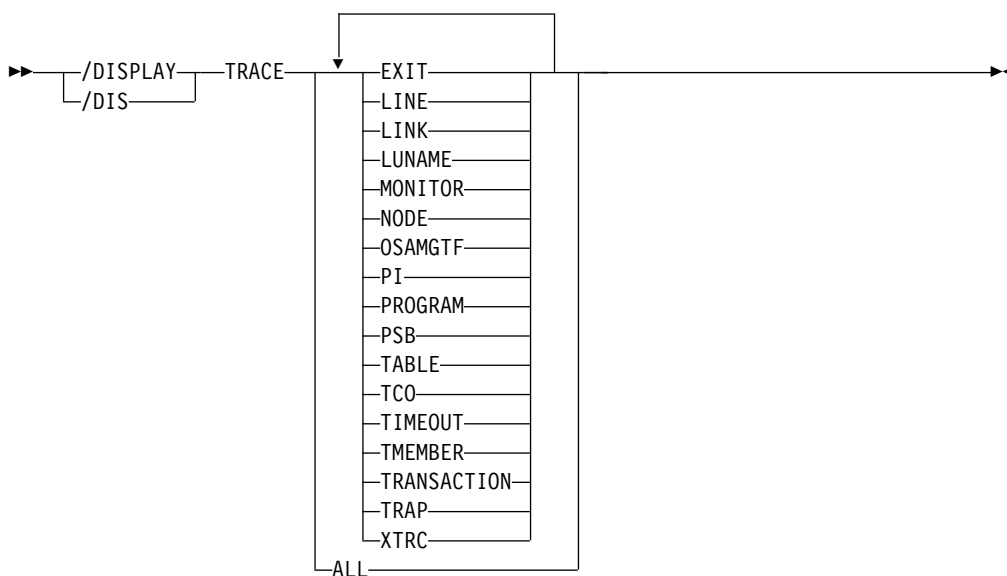 /DISPLAY TRACE EXIT
/DIS LINE
LINK
LUNAME
MONITOR
NODE
OSAMGTF
PI
PROGRAM
PSB
TABLE
TCO
TIMEOUT
TMEMBER
TRANSACTION
TRAP
XTRC
ALL